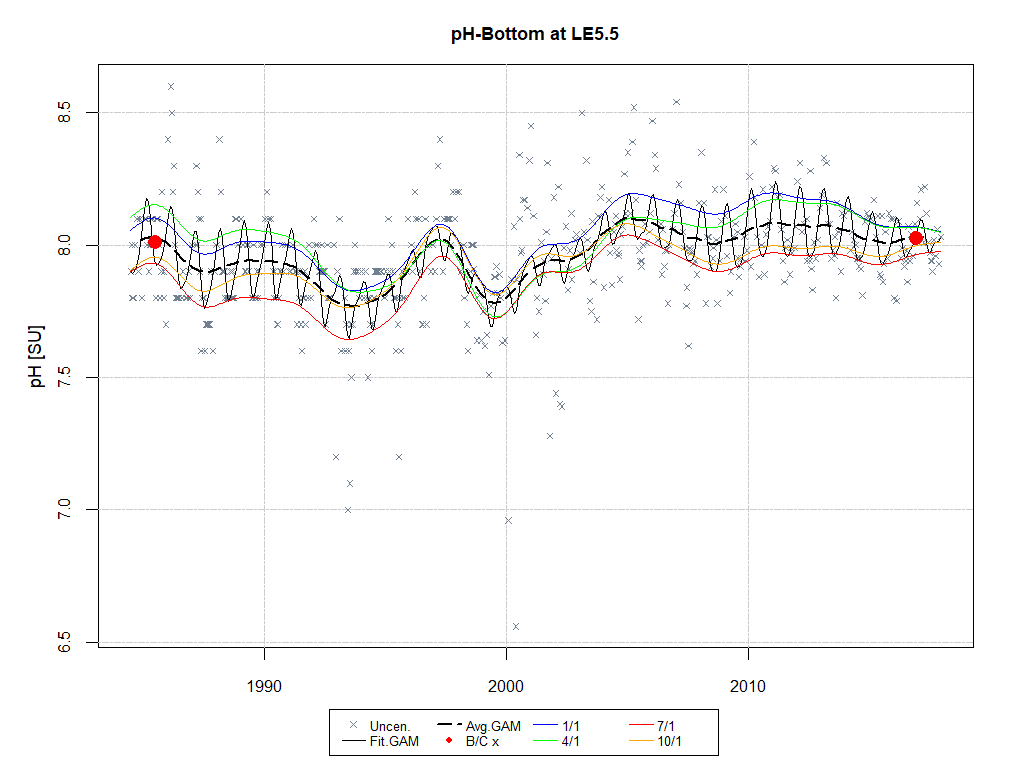 pH-Bottom at LE5.5
8.5
8.0
7.5
7.0
6.5
pH [SU]
1990 2000 2010
Uncen. Avg.GAM 1/1 7/1
Fit.GAM B/C x 4/1 10/1